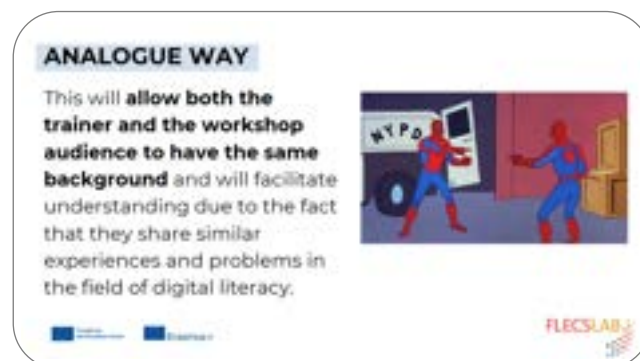 ANALOGUE WAY
This will allow both the
trainer and the workshop
audience to have the same
background and will facilitate
understanding due to the fact
that they share similar
experiences and problems in
the field of digital literacy.
NYPD
Erasmus+
FLECSLAB